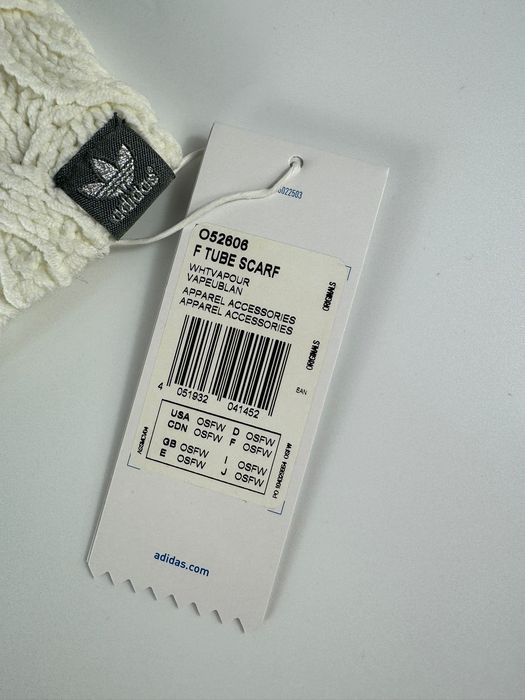 adidas®
022503
O52606
F TUBE SCARF
WHTVAPOUR
VAPEUBLAN
APPAREL ACCESSORIES
APPAREL ACCESSORIES
ORIGINALS
ORIGINALS
4 051932 041452
EAN
USA OSFW D OSFW
CDN OSFW F OSFW
GB OSFW I OSFW
E OSFW J OSFW
adidas.com